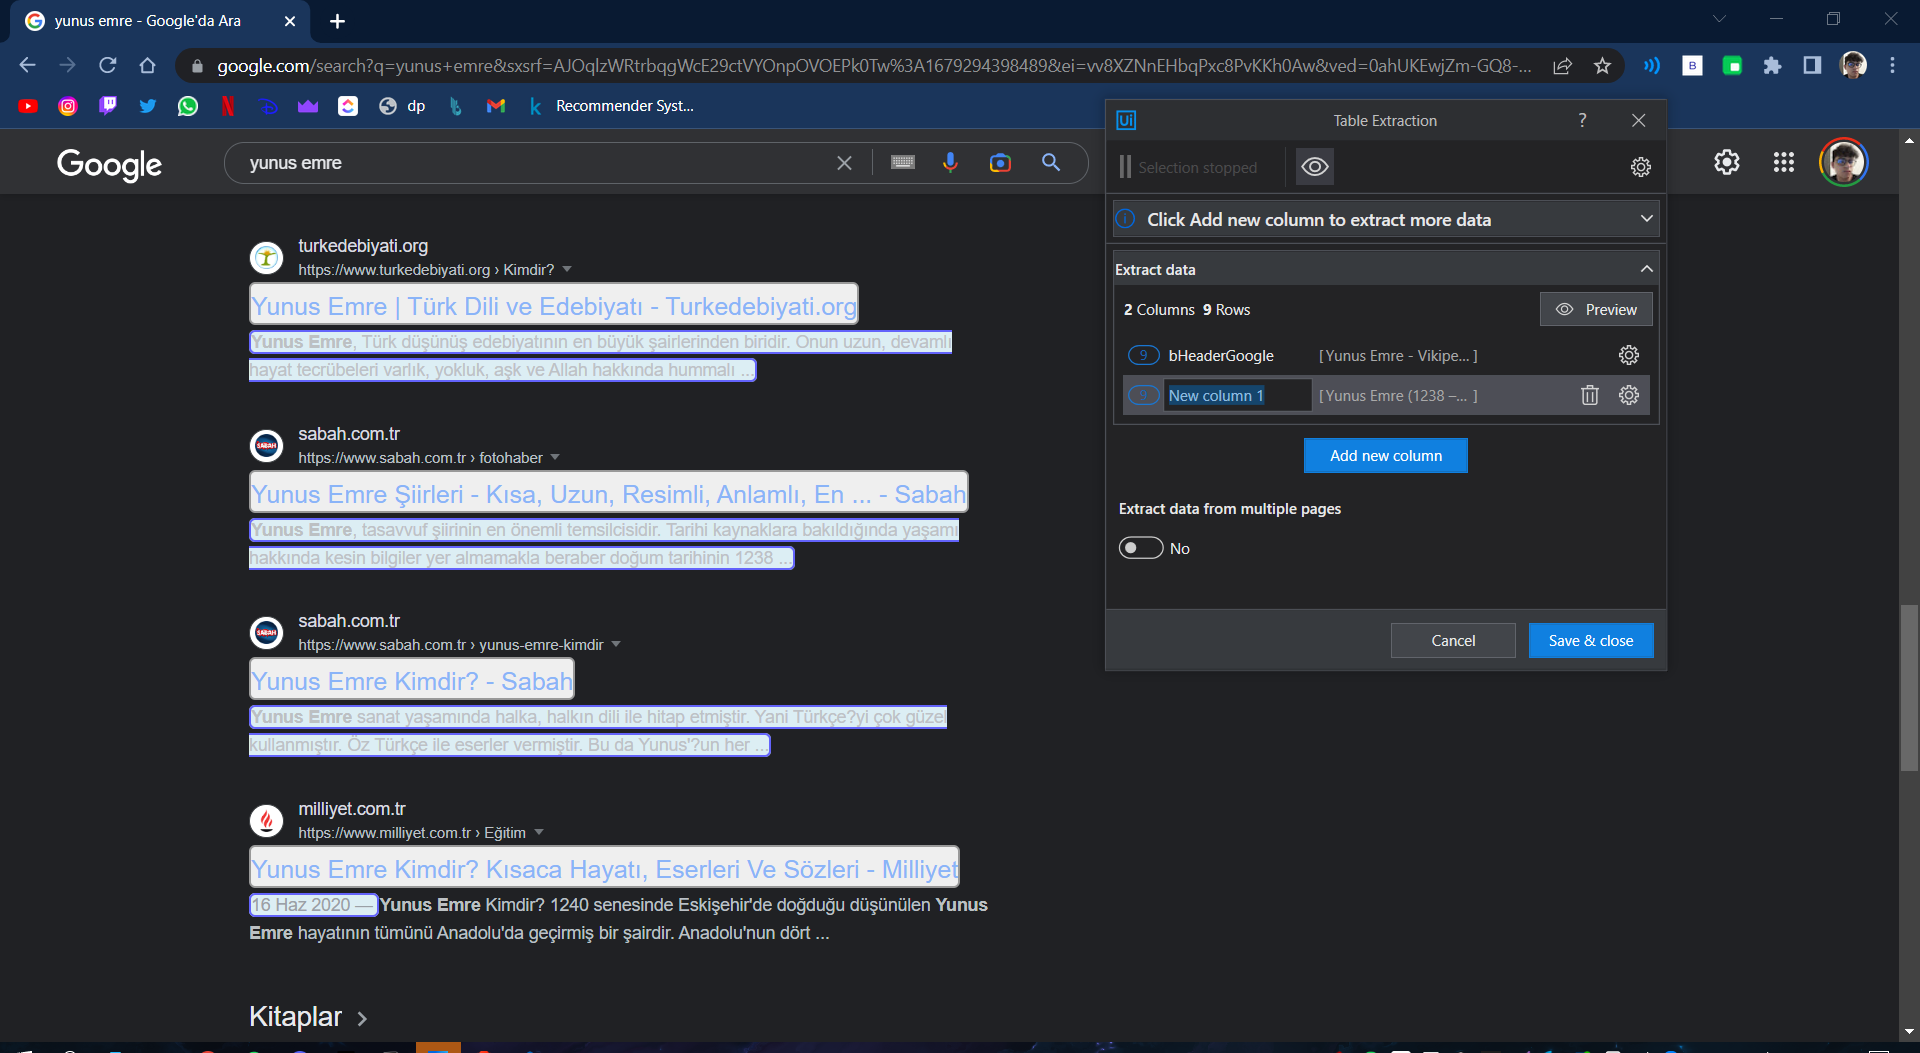 yunus emre - Google'da Ara
google.com/search?q=yunus+emre&sxsrf=AJOqlzWRtrbqgWcE29ctVYOnpOVOEPk0Tw%3A1679294398489&ei=vv8XZNnEHbqPxc8PvKKh0Aw&ved=0ahUKEwjZm-GQ8-...
dp
Recommender Syst...
Google
yunus emre
turkedebiyati.org
https://www.turkedebiyati.org › Kimdir?
Yunus Emre | Türk Dili ve Edebiyatı - Turkedebiyati.org
Yunus Emre, Türk düşünüş edebiyatının en büyük şairlerinden biridir. Onun uzun, devamlı
hayat tecrübeleri varlık, yokluk, aşk ve Allah hakkında hummalı ...
sabah.com.tr
https://www.sabah.com.tr › fotohaber
Yunus Emre Şiirleri - Kısa, Uzun, Resimli, Anlamlı, En ... - Sabah
Yunus Emre, tasavvuf şiirinin en önemli temsilcisidir. Tarihi kaynaklara bakıldığında yaşamı
hakkında kesin bilgiler yer almamakla beraber doğum tarihinin 1238 ...
sabah.com.tr
https://www.sabah.com.tr › yunus-emre-kimdir
Yunus Emre Kimdir? - Sabah
Yunus Emre sanat yaşamında halka, halkın dili ile hitap etmiştir. Yani Türkçe?yi çok güzel
kullanmıştır. Öz Türkçe ile eserler vermiştir. Bu da Yunus'?un her ...
milliyet.com.tr
https://www.milliyet.com.tr › Eğitim
Yunus Emre Kimdir? Kısaca Hayatı, Eserleri Ve Sözleri - Milliyet
16 Haz 2020 — Yunus Emre Kimdir? 1240 senesinde Eskişehir'de doğduğu düşünülen Yunus
Emre hayatının tümünü Anadolu'da geçirmiş bir şairdir. Anadolu'nun dört ...
Kitaplar
Ui
Table Extraction
?
Selection stopped
Click Add new column to extract more data
Extract data
2 Columns 9 Rows
Preview
9 bHeaderGoogle [ Yunus Emre - Vikipe... ]
9 New column 1 [ Yunus Emre (1238 –... ]
Add new column
Extract data from multiple pages
No
Cancel
Save & close